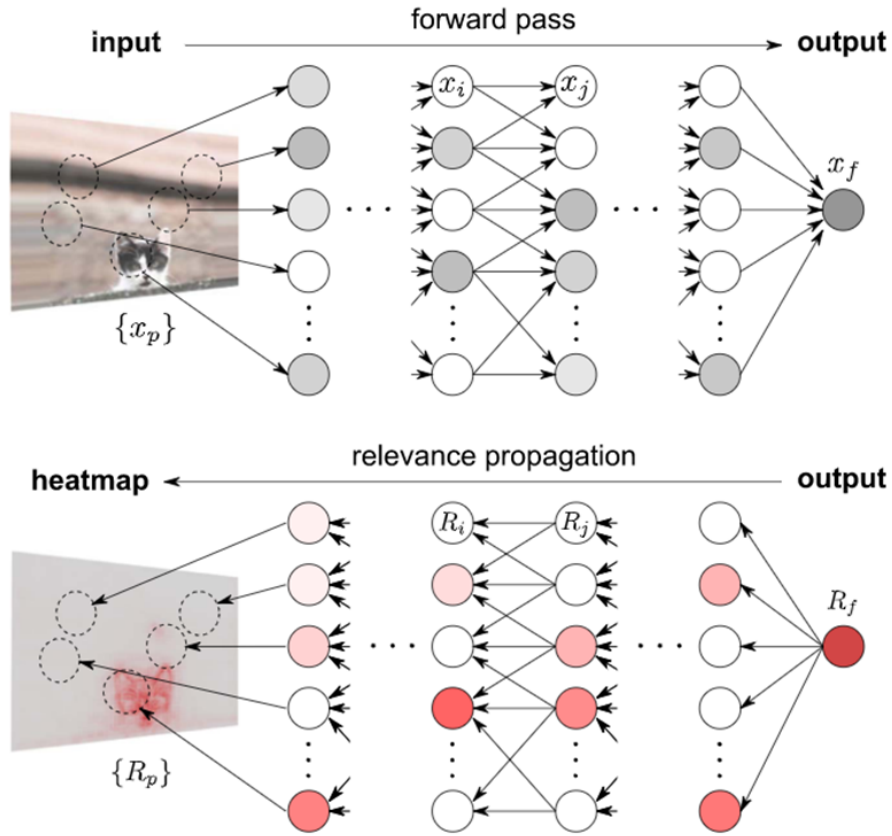 forward pass
input
output
x_i
x_j
x_f
{x_p}
relevance propagation
heatmap
output
R_i
R_j
R_f
{R_p}